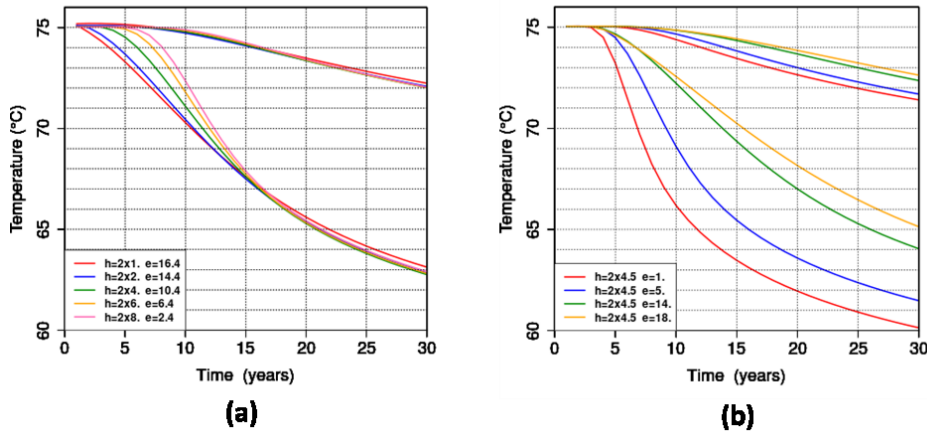 75
70
65
60
Temperature (°C)
h=2x1. e=16.4
h=2x2. e=14.4
h=2x4. e=10.4
h=2x6. e=6.4
h=2x8. e=2.4
0 5 10 15 20 25 30
Time (years)
(a)
75
70
65
60
Temperature (°C)
h=2x4.5 e=1.
h=2x4.5 e=5.
h=2x4.5 e=14.
h=2x4.5 e=18.
0 5 10 15 20 25 30
Time (years)
(b)